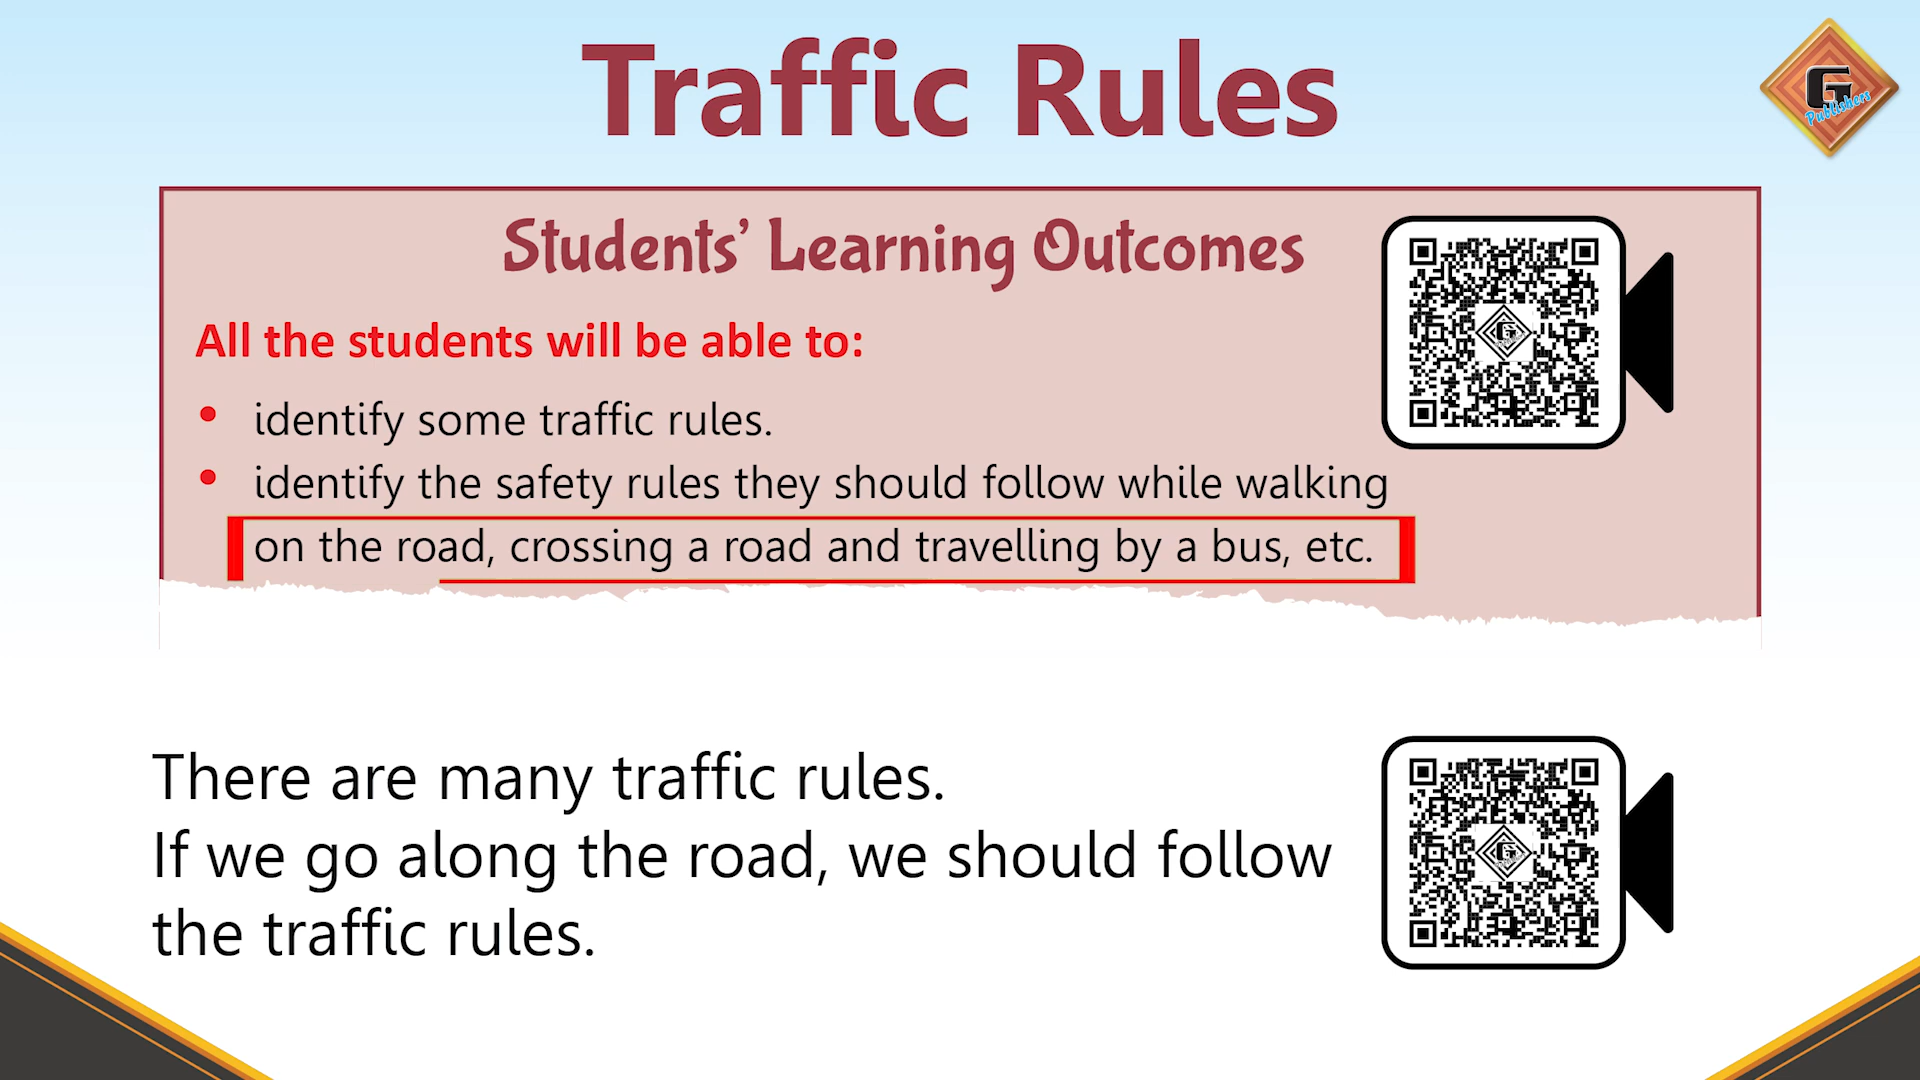 Traffic Rules
G
Publishers
Students’ Learning Outcomes
All the students will be able to:
• identify some traffic rules.
• identify the safety rules they should follow while walking
on the road, crossing a road and travelling by a bus, etc.
There are many traffic rules.
If we go along the road, we should follow
the traffic rules.